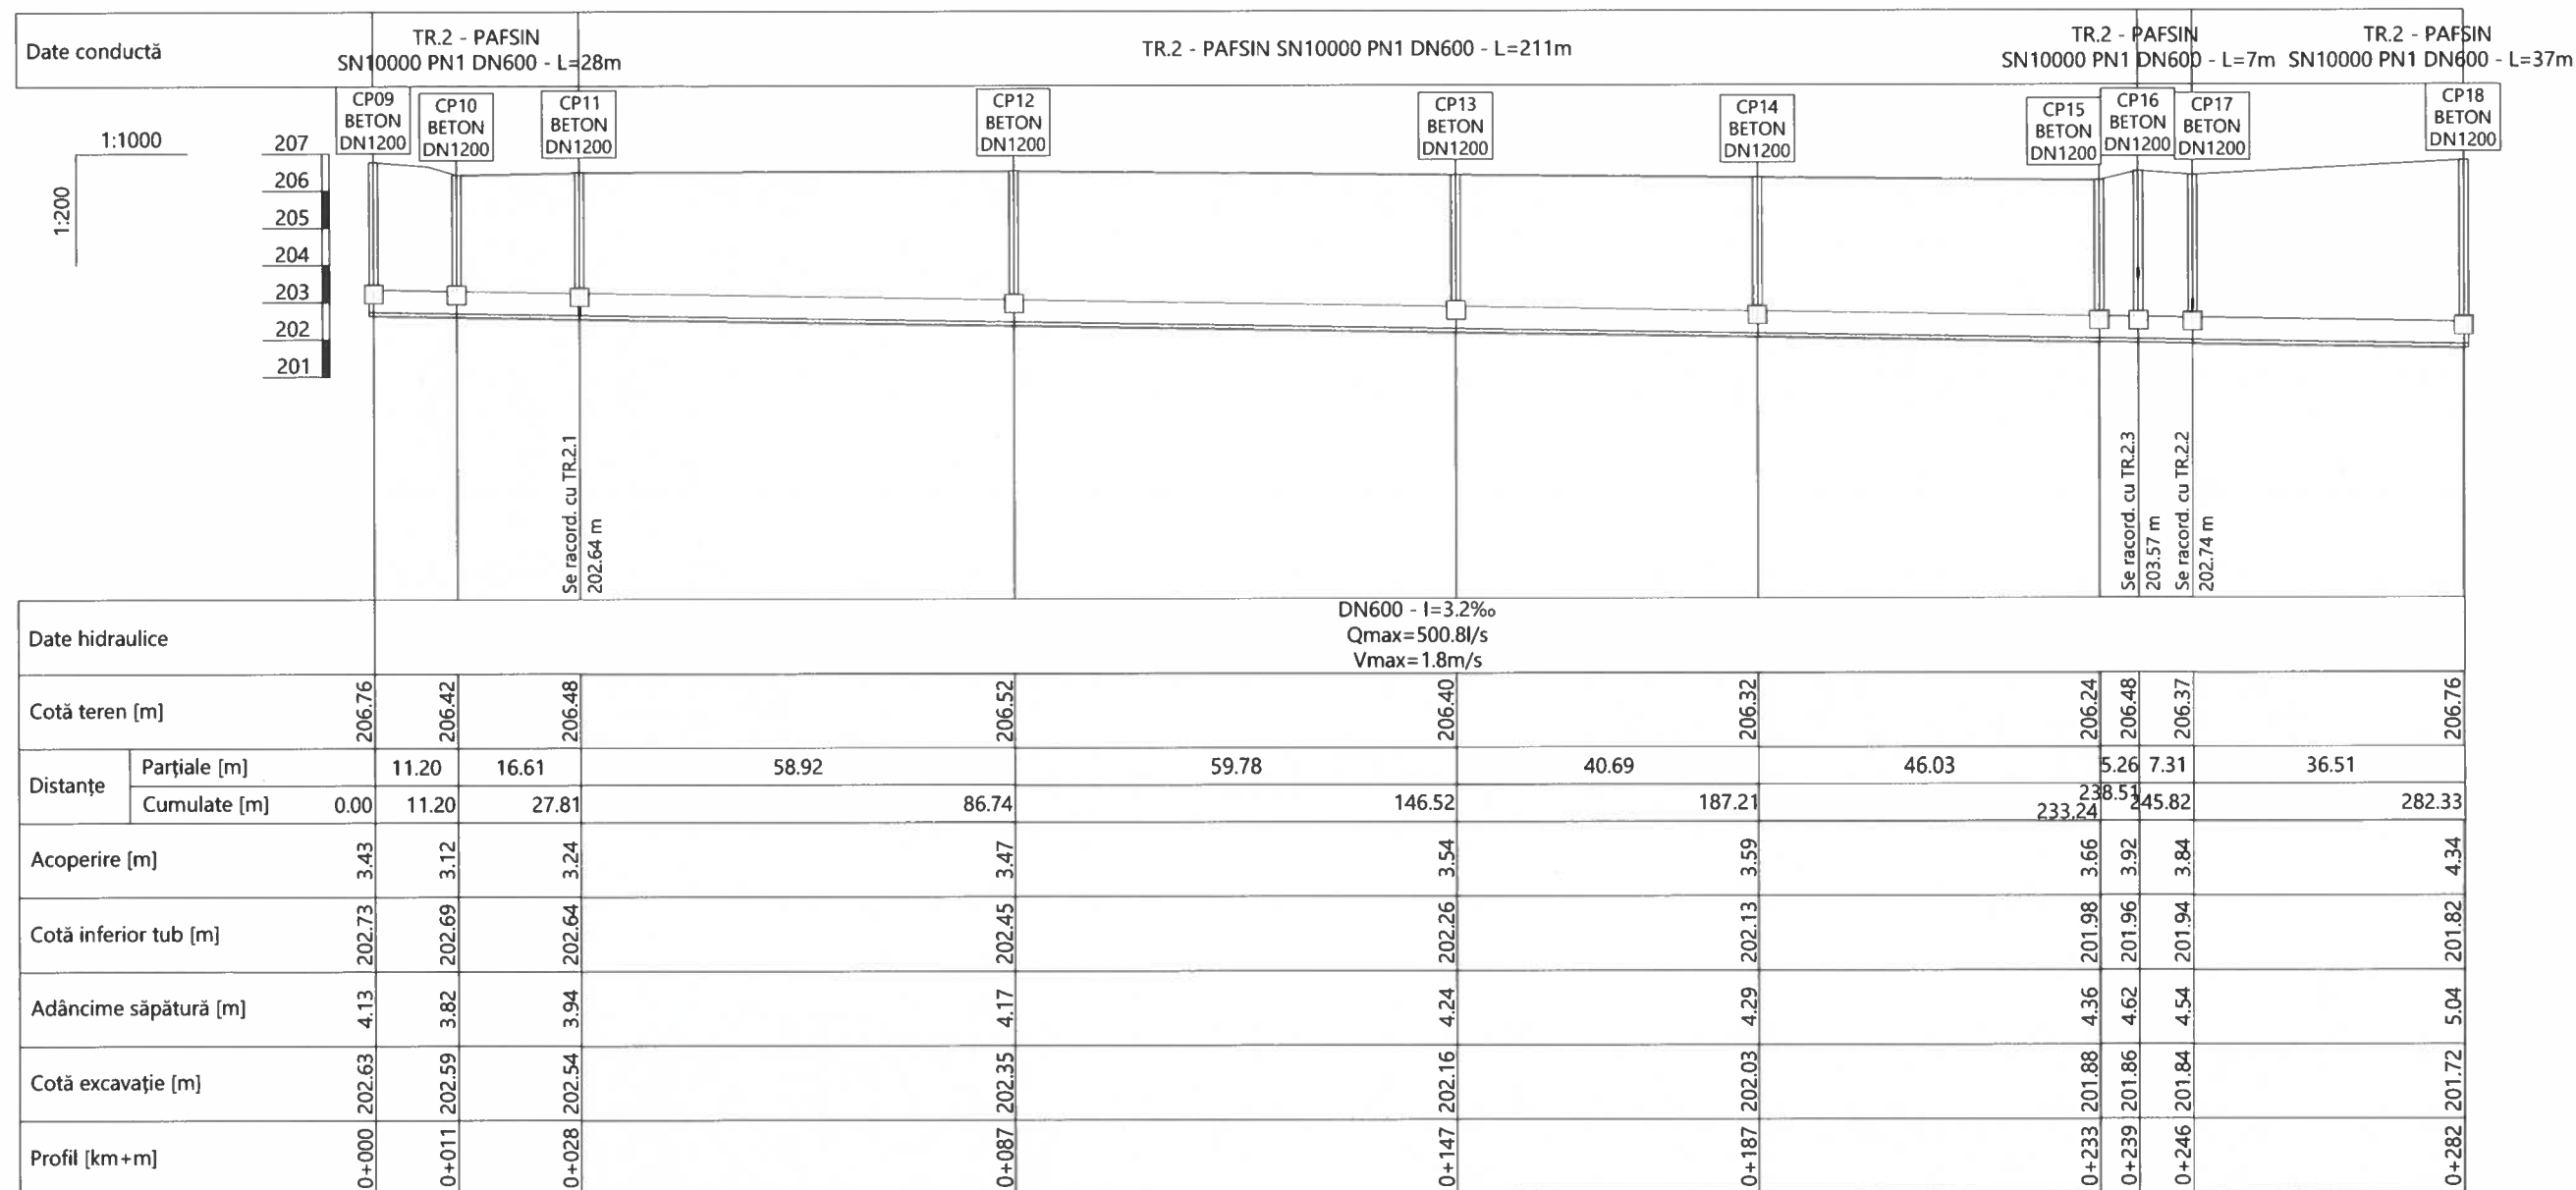 Date conductă
TR.2 - PAFSIN
SN10000 PN1 DN600 - L=28m
TR.2 - PAFSIN SN10000 PN1 DN600 - L=211m
TR.2 - PAFSIN
SN10000 PN1 DN600 - L=7m
TR.2 - PAFSIN
SN10000 PN1 DN600 - L=37m
CP09
BETON
DN1200
CP10
BETON
DN1200
CP11
BETON
DN1200
CP12
BETON
DN1200
CP13
BETON
DN1200
CP14
BETON
DN1200
CP15
BETON
DN1200
CP16
BETON
DN1200
CP17
BETON
DN1200
CP18
BETON
DN1200
1:1000
1:200
207
206
205
204
203
202
201
Se racord. cu TR.2.1
202.64 m
Se racord. cu TR.2.3
203.57 m
Se racord. cu TR.2.2
202.74 m
Date hidraulice
DN600 - I=3.2‰
Qmax=500.8l/s
Vmax=1.8m/s
Cotă teren [m]
206.76 206.42 206.48 206.52 206.40 206.32 206.24 206.48 206.37 206.76
Distanțe
Parțiale [m] 11.20 16.61 58.92 59.78 40.69 46.03 5.26 7.31 36.51
Cumulate [m] 0.00 11.20 27.81 86.74 146.52 187.21 233.24 238.51 245.82 282.33
Acoperire [m] 3.43 3.12 3.24 3.47 3.54 3.59 3.66 3.92 3.84 4.34
Cotă inferior tub [m] 202.73 202.69 202.64 202.45 202.26 202.13 201.98 201.96 201.94 201.82
Adâncime săpătură [m] 4.13 3.82 3.94 4.17 4.24 4.29 4.36 4.62 4.54 5.04
Cotă excavație [m] 202.63 202.59 202.54 202.35 202.16 202.03 201.88 201.86 201.84 201.72
Profil [km+m] 0+000 0+011 0+028 0+087 0+147 0+187 0+233 0+239 0+246 0+282